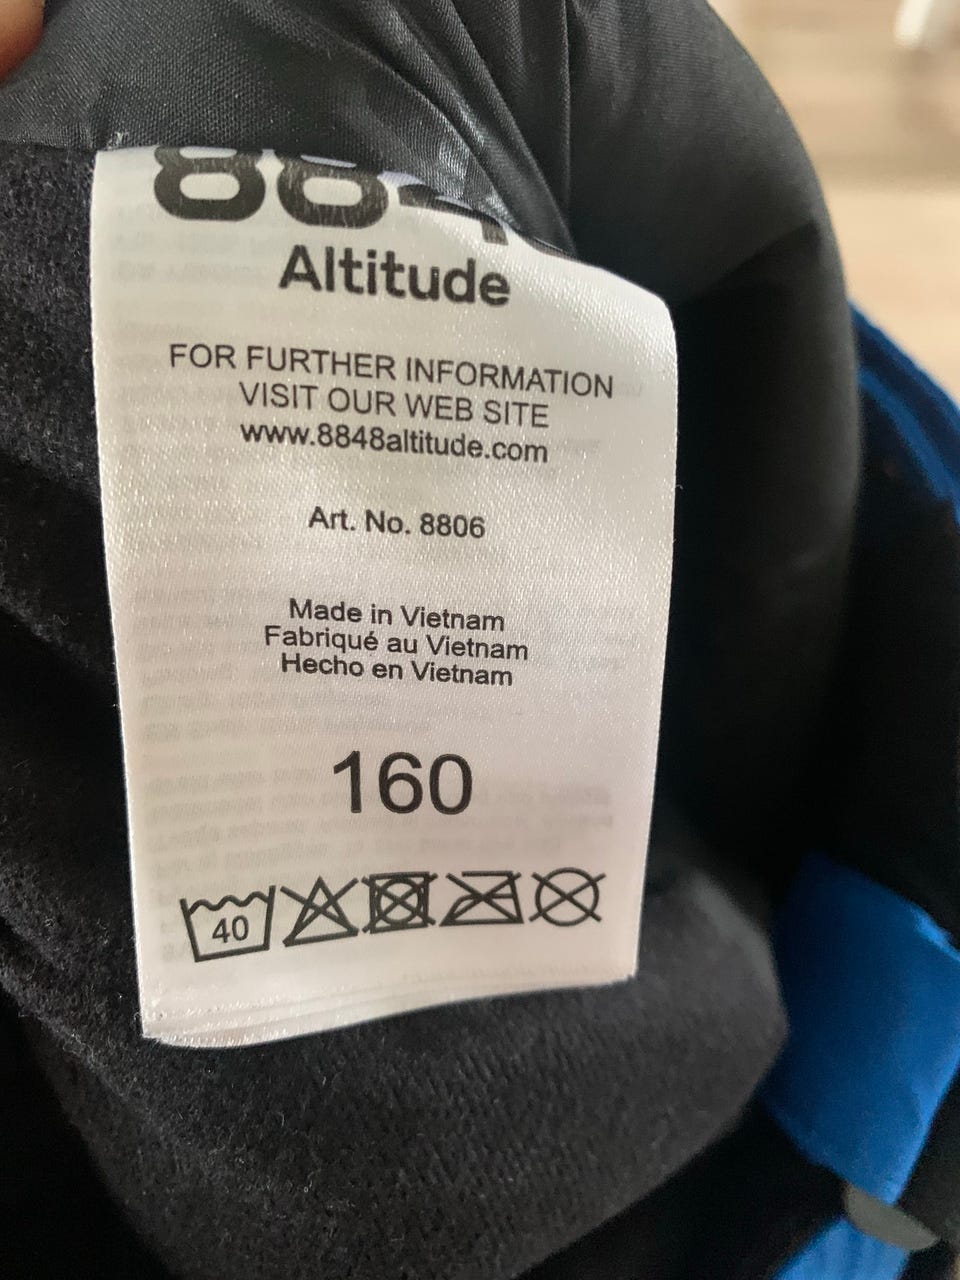 884
Altitude
FOR FURTHER INFORMATION
VISIT OUR WEB SITE
www.8848altitude.com
Art. No. 8806
Made in Vietnam
Fabriqué au Vietnam
Hecho en Vietnam
160
40